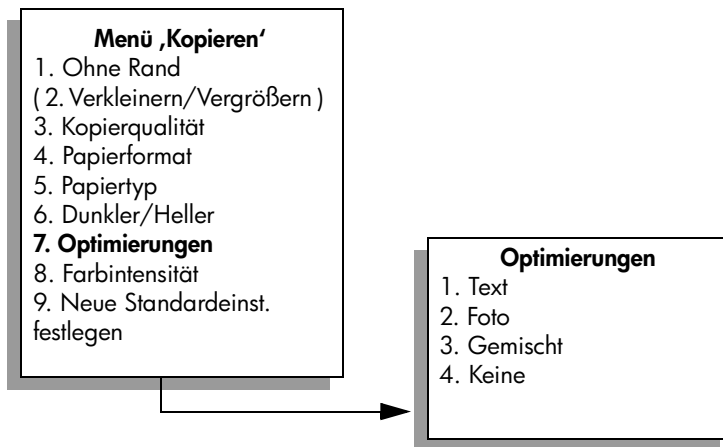 Menü ‚Kopieren‘
1. Ohne Rand
( 2. Verkleinern/Vergrößern )
3. Kopierqualität
4. Papierformat
5. Papiertyp
6. Dunkler/Heller
7. Optimierungen
8. Farbintensität
9. Neue Standardeinst.
festlegen
Optimierungen
1. Text
2. Foto
3. Gemischt
4. Keine